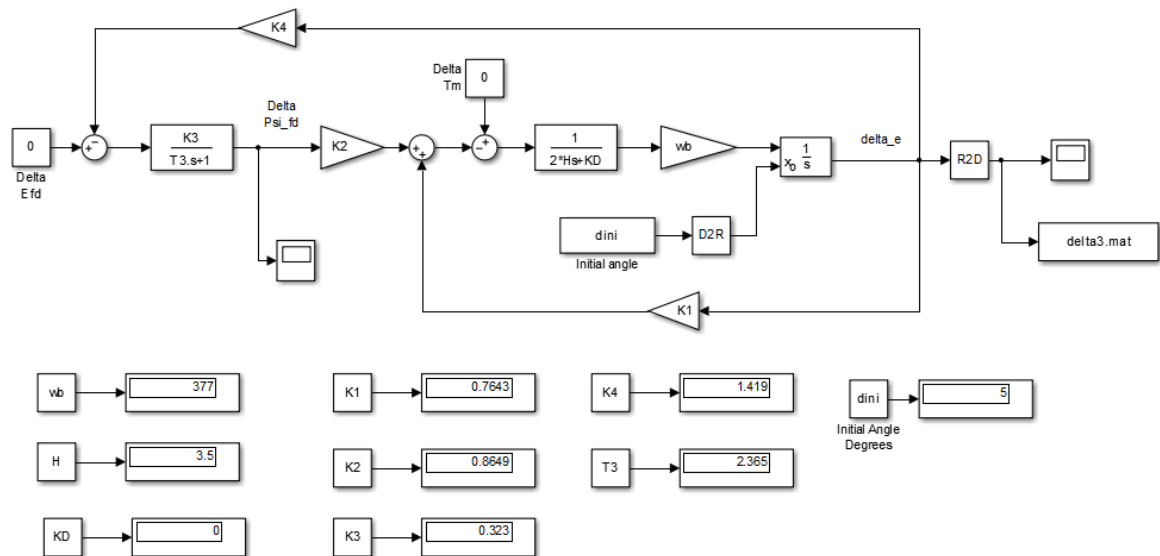 K4
Delta
Tm
0
Delta
Psi_fd
0
+
−
K3
T3.s+1
K2
+
+
−
+
1
2*Hs+KD
wb
xo
1
s
delta_e
R2D
Delta
Efd
dini
D2R
Initial angle
delta3.mat
K1
wb
377
K1
0.7643
K4
1.419
dini
5
Initial Angle
Degrees
H
3.5
K2
0.8649
T3
2.365
KD
0
K3
0.323